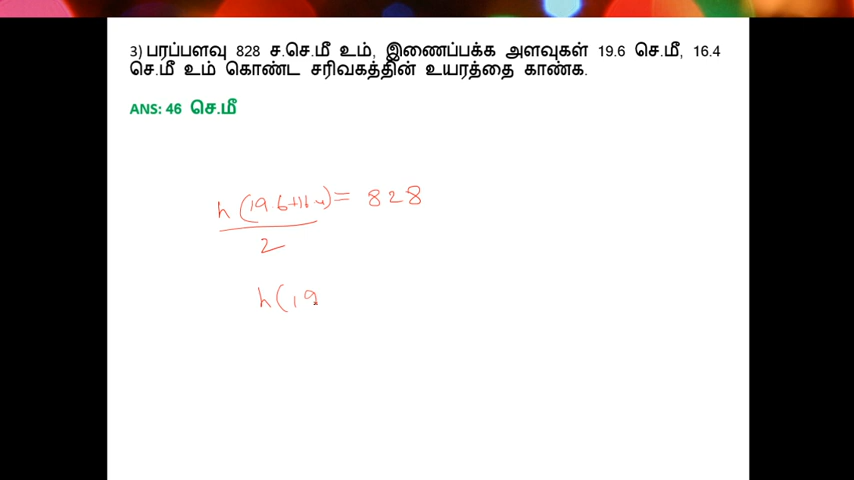 3) பரப்பளவு 828 ச.செ.மீ உம், இணைப்பக்க அளவுகள் 19.6 செ.மீ, 16.4
செ.மீ உம் கொண்ட சரிவகத்தின் உயரத்தை காண்க.
ANS: 46 செ.மீ
h(19.6+16.4) = 828
2
h(19